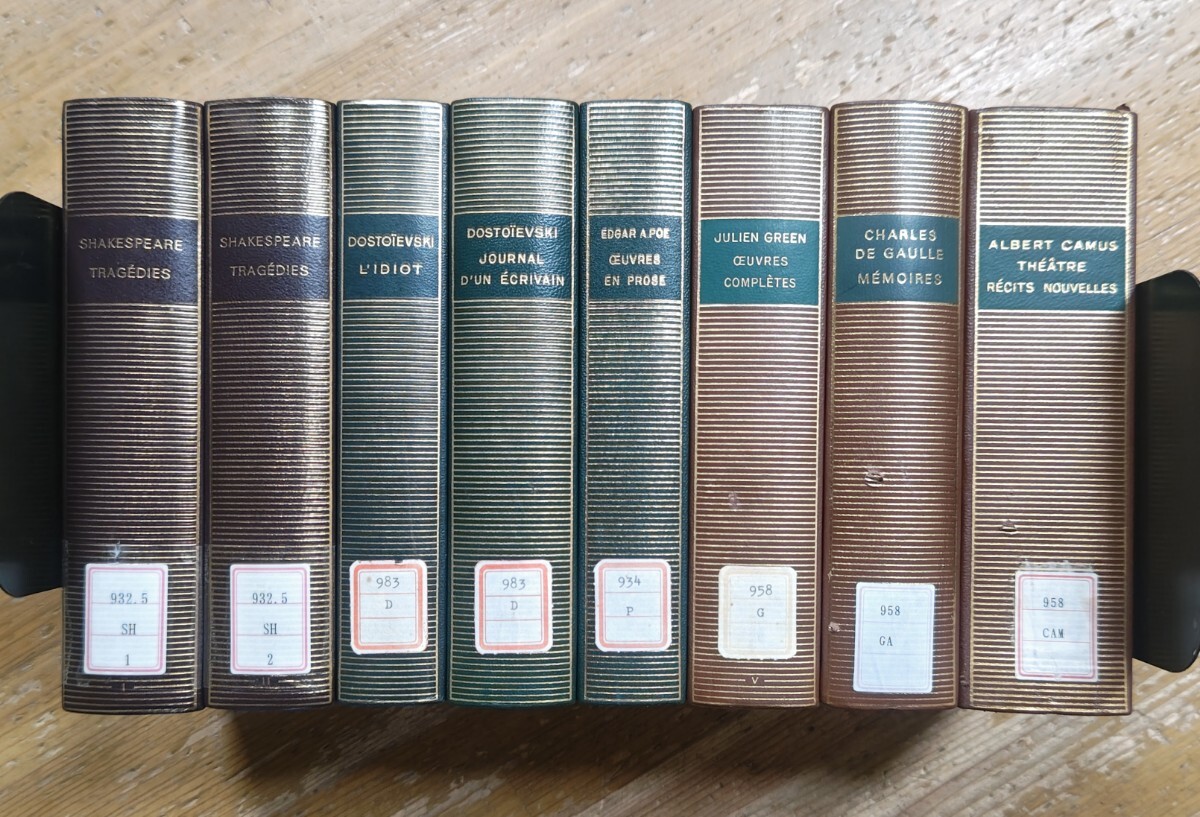 SHAKESPEARE
TRAGÉDIES
932.5
SH
1
I
SHAKESPEARE
TRAGÉDIES
932.5
SH
2
II
DOSTOÏEVSKI
L'IDIOT
983
D
DOSTOÏEVSKI
JOURNAL
D'UN ÉCRIVAIN
983
D
EDGAR A. POE
ŒUVRES
EN PROSE
934
P
JULIEN GREEN
ŒUVRES
COMPLÈTES
958
G
V
CHARLES
DE GAULLE
MÉMOIRES
958
GA
ALBERT CAMUS
THÉÂTRE
RÉCITS NOUVELLES
958
CAM